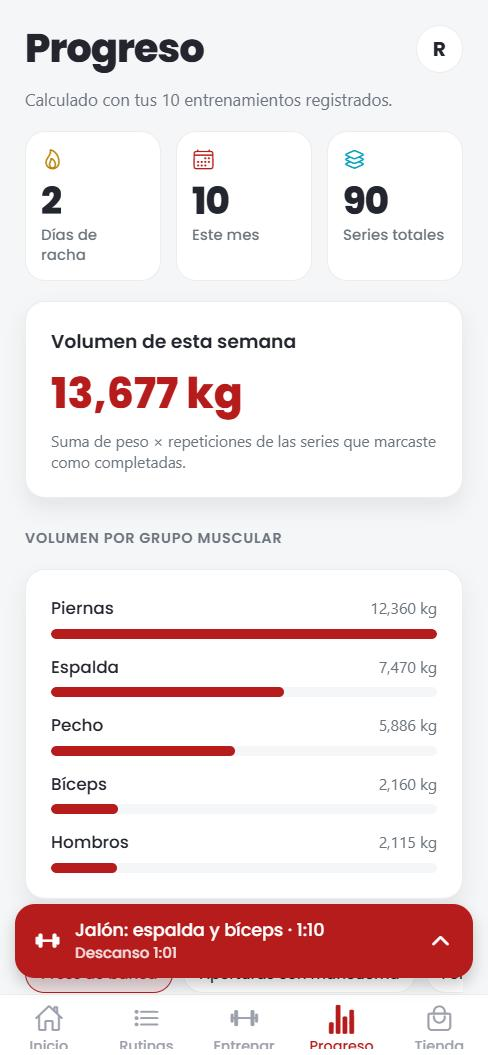 Progreso
R
Calculado con tus 10 entrenamientos registrados.
2
Días de
racha
10
Este mes
90
Series totales
Volumen de esta semana
13,677 kg
Suma de peso × repeticiones de las series que marcaste
como completadas.
VOLUMEN POR GRUPO MUSCULAR
Piernas 12,360 kg
Espalda 7,470 kg
Pecho 5,886 kg
Bíceps 2,160 kg
Hombros 2,115 kg
Jalón: espalda y bíceps · 1:10
Descanso 1:01
Inicio Rutinas Entrenar Progreso Tienda